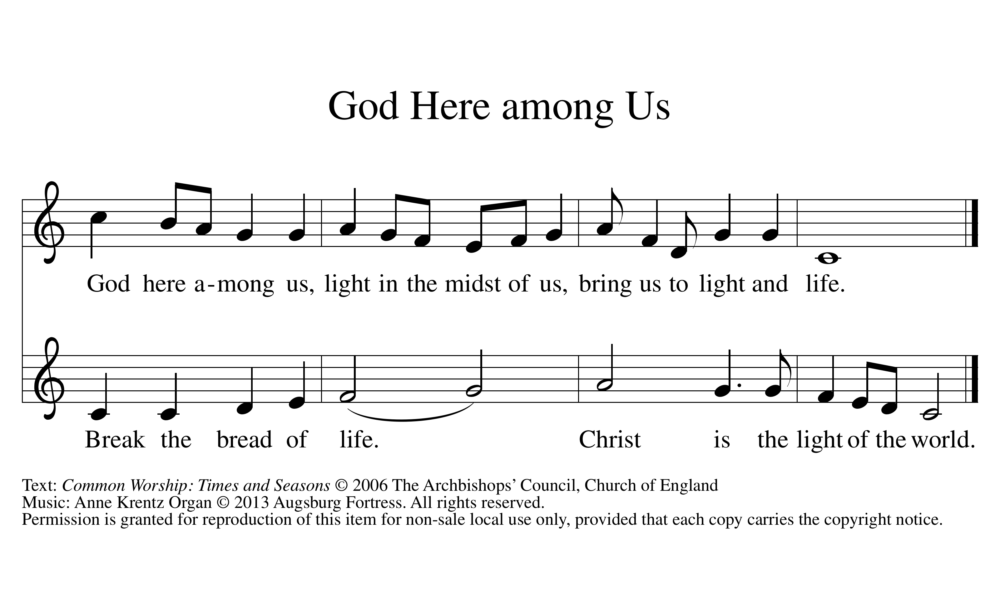 God Here among Us
God here a-mong us, light in the midst of us, bring us to light and life.
Break the bread of life. Christ is the light of the world.
Text: Common Worship: Times and Seasons © 2006 The Archbishops’ Council, Church of England
Music: Anne Krentz Organ © 2013 Augsburg Fortress. All rights reserved.
Permission is granted for reproduction of this item for non-sale local use only, provided that each copy carries the copyright notice.